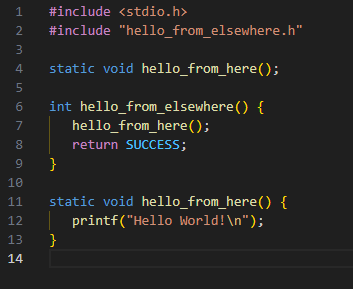 1 #include <stdio.h>
2 #include "hello_from_elsewhere.h"
3
4 static void hello_from_here();
5
6 int hello_from_elsewhere() {
7 hello_from_here();
8 return SUCCESS;
9 }
10
11 static void hello_from_here() {
12 printf("Hello World!\n");
13 }
14